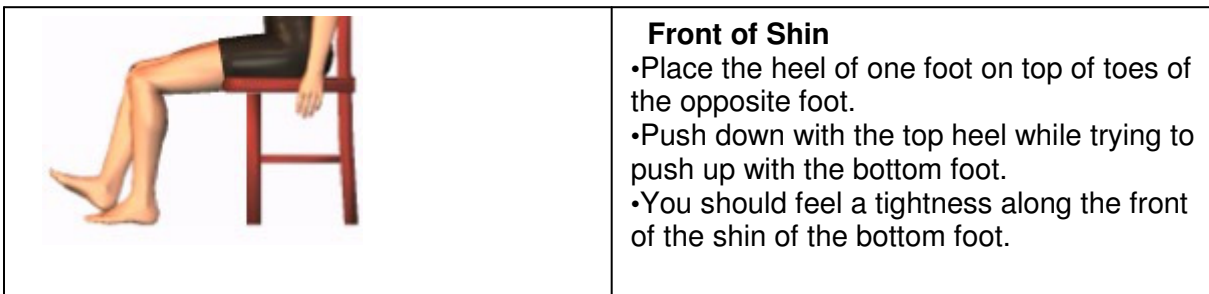 Front of Shin
•Place the heel of one foot on top of toes of
the opposite foot.
•Push down with the top heel while trying to
push up with the bottom foot.
•You should feel a tightness along the front
of the shin of the bottom foot.